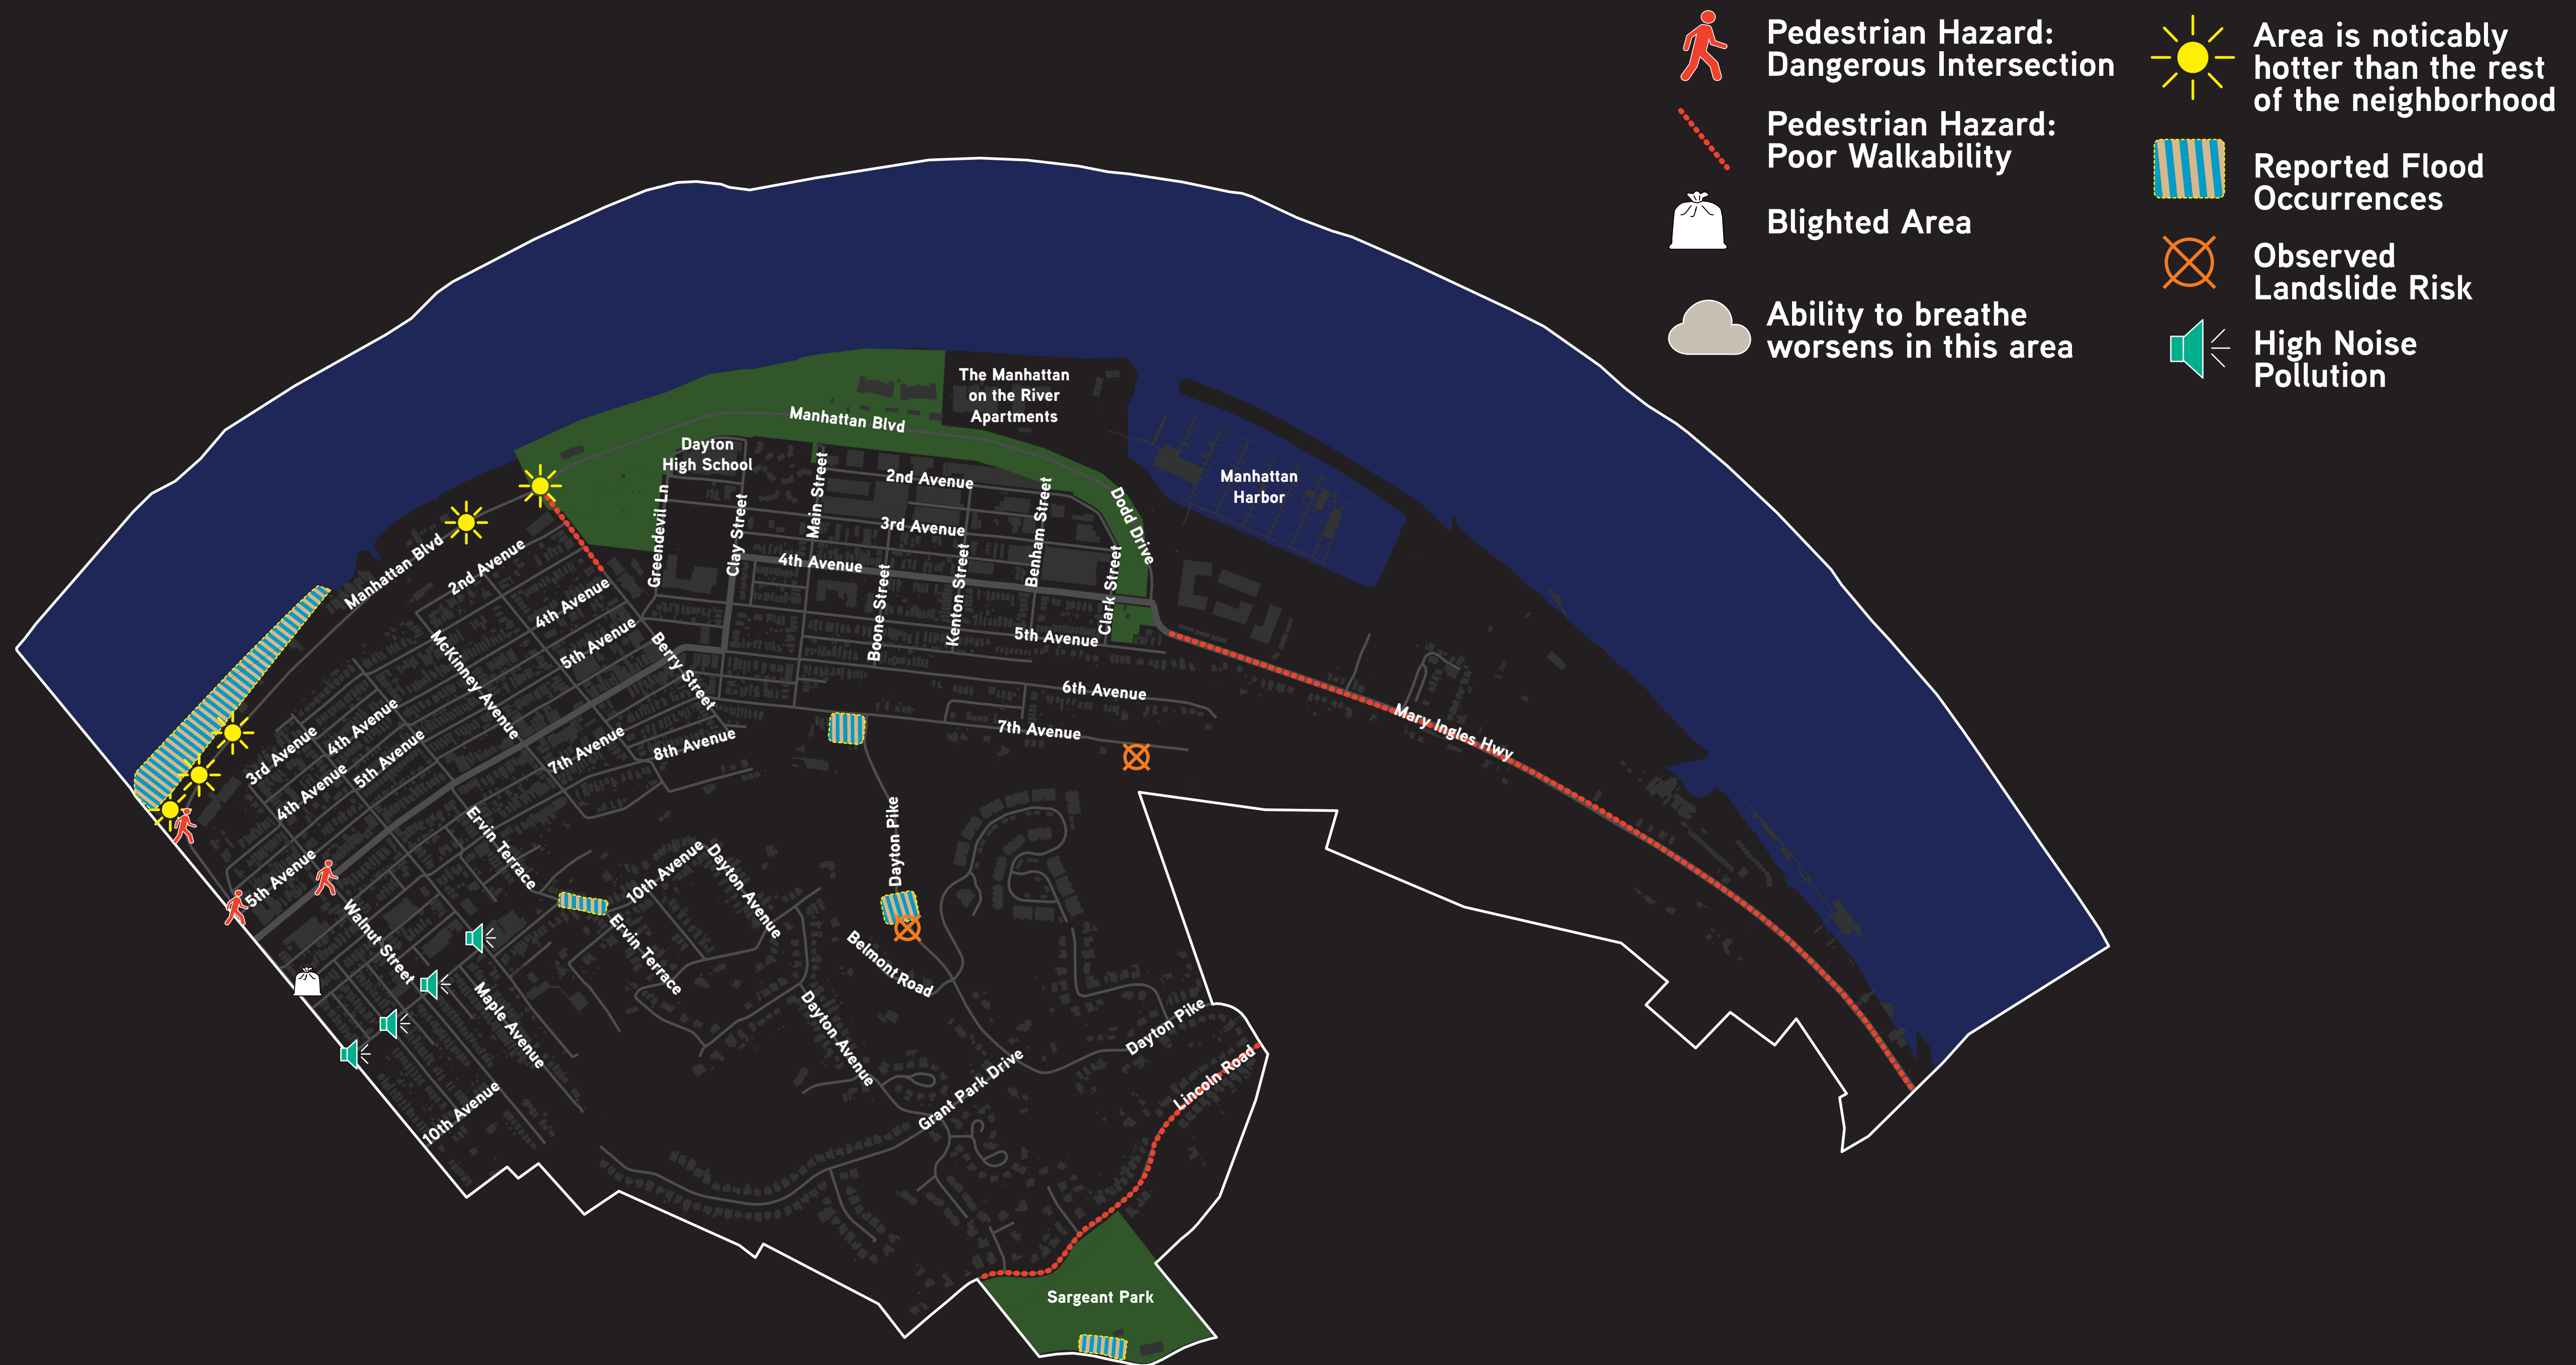 Pedestrian Hazard:
Dangerous Intersection
Pedestrian Hazard:
Poor Walkability
Blighted Area
Ability to breathe
worsens in this area
Area is noticably
hotter than the rest
of the neighborhood
Reported Flood
Occurrences
Observed
Landslide Risk
High Noise
Pollution
The Manhattan
on the River
Apartments
Manhattan Blvd
Dayton
High School
Manhattan
Harbor
2nd Avenue
Main Street
Greendevil Ln
Clay Street
3rd Avenue
4th Avenue
Benham Street
Dodd Drive
Boone Street
Kenton Street
Clark Street
5th Avenue
Manhattan Blvd
2nd Avenue
4th Avenue
5th Avenue
McKinney Avenue
Berry Street
6th Avenue
7th Avenue
Mary Ingles Hwy
3rd Avenue
4th Avenue
4th Avenue
5th Avenue
7th Avenue
8th Avenue
Ervin Terrace
5th Avenue
Walnut Street
10th Avenue
Dayton Avenue
Dayton Pike
Ervin Terrace
Belmont Road
Maple Avenue
Dayton Avenue
Dayton Pike
Grant Park Drive
Lincoln Road
10th Avenue
Sargeant Park